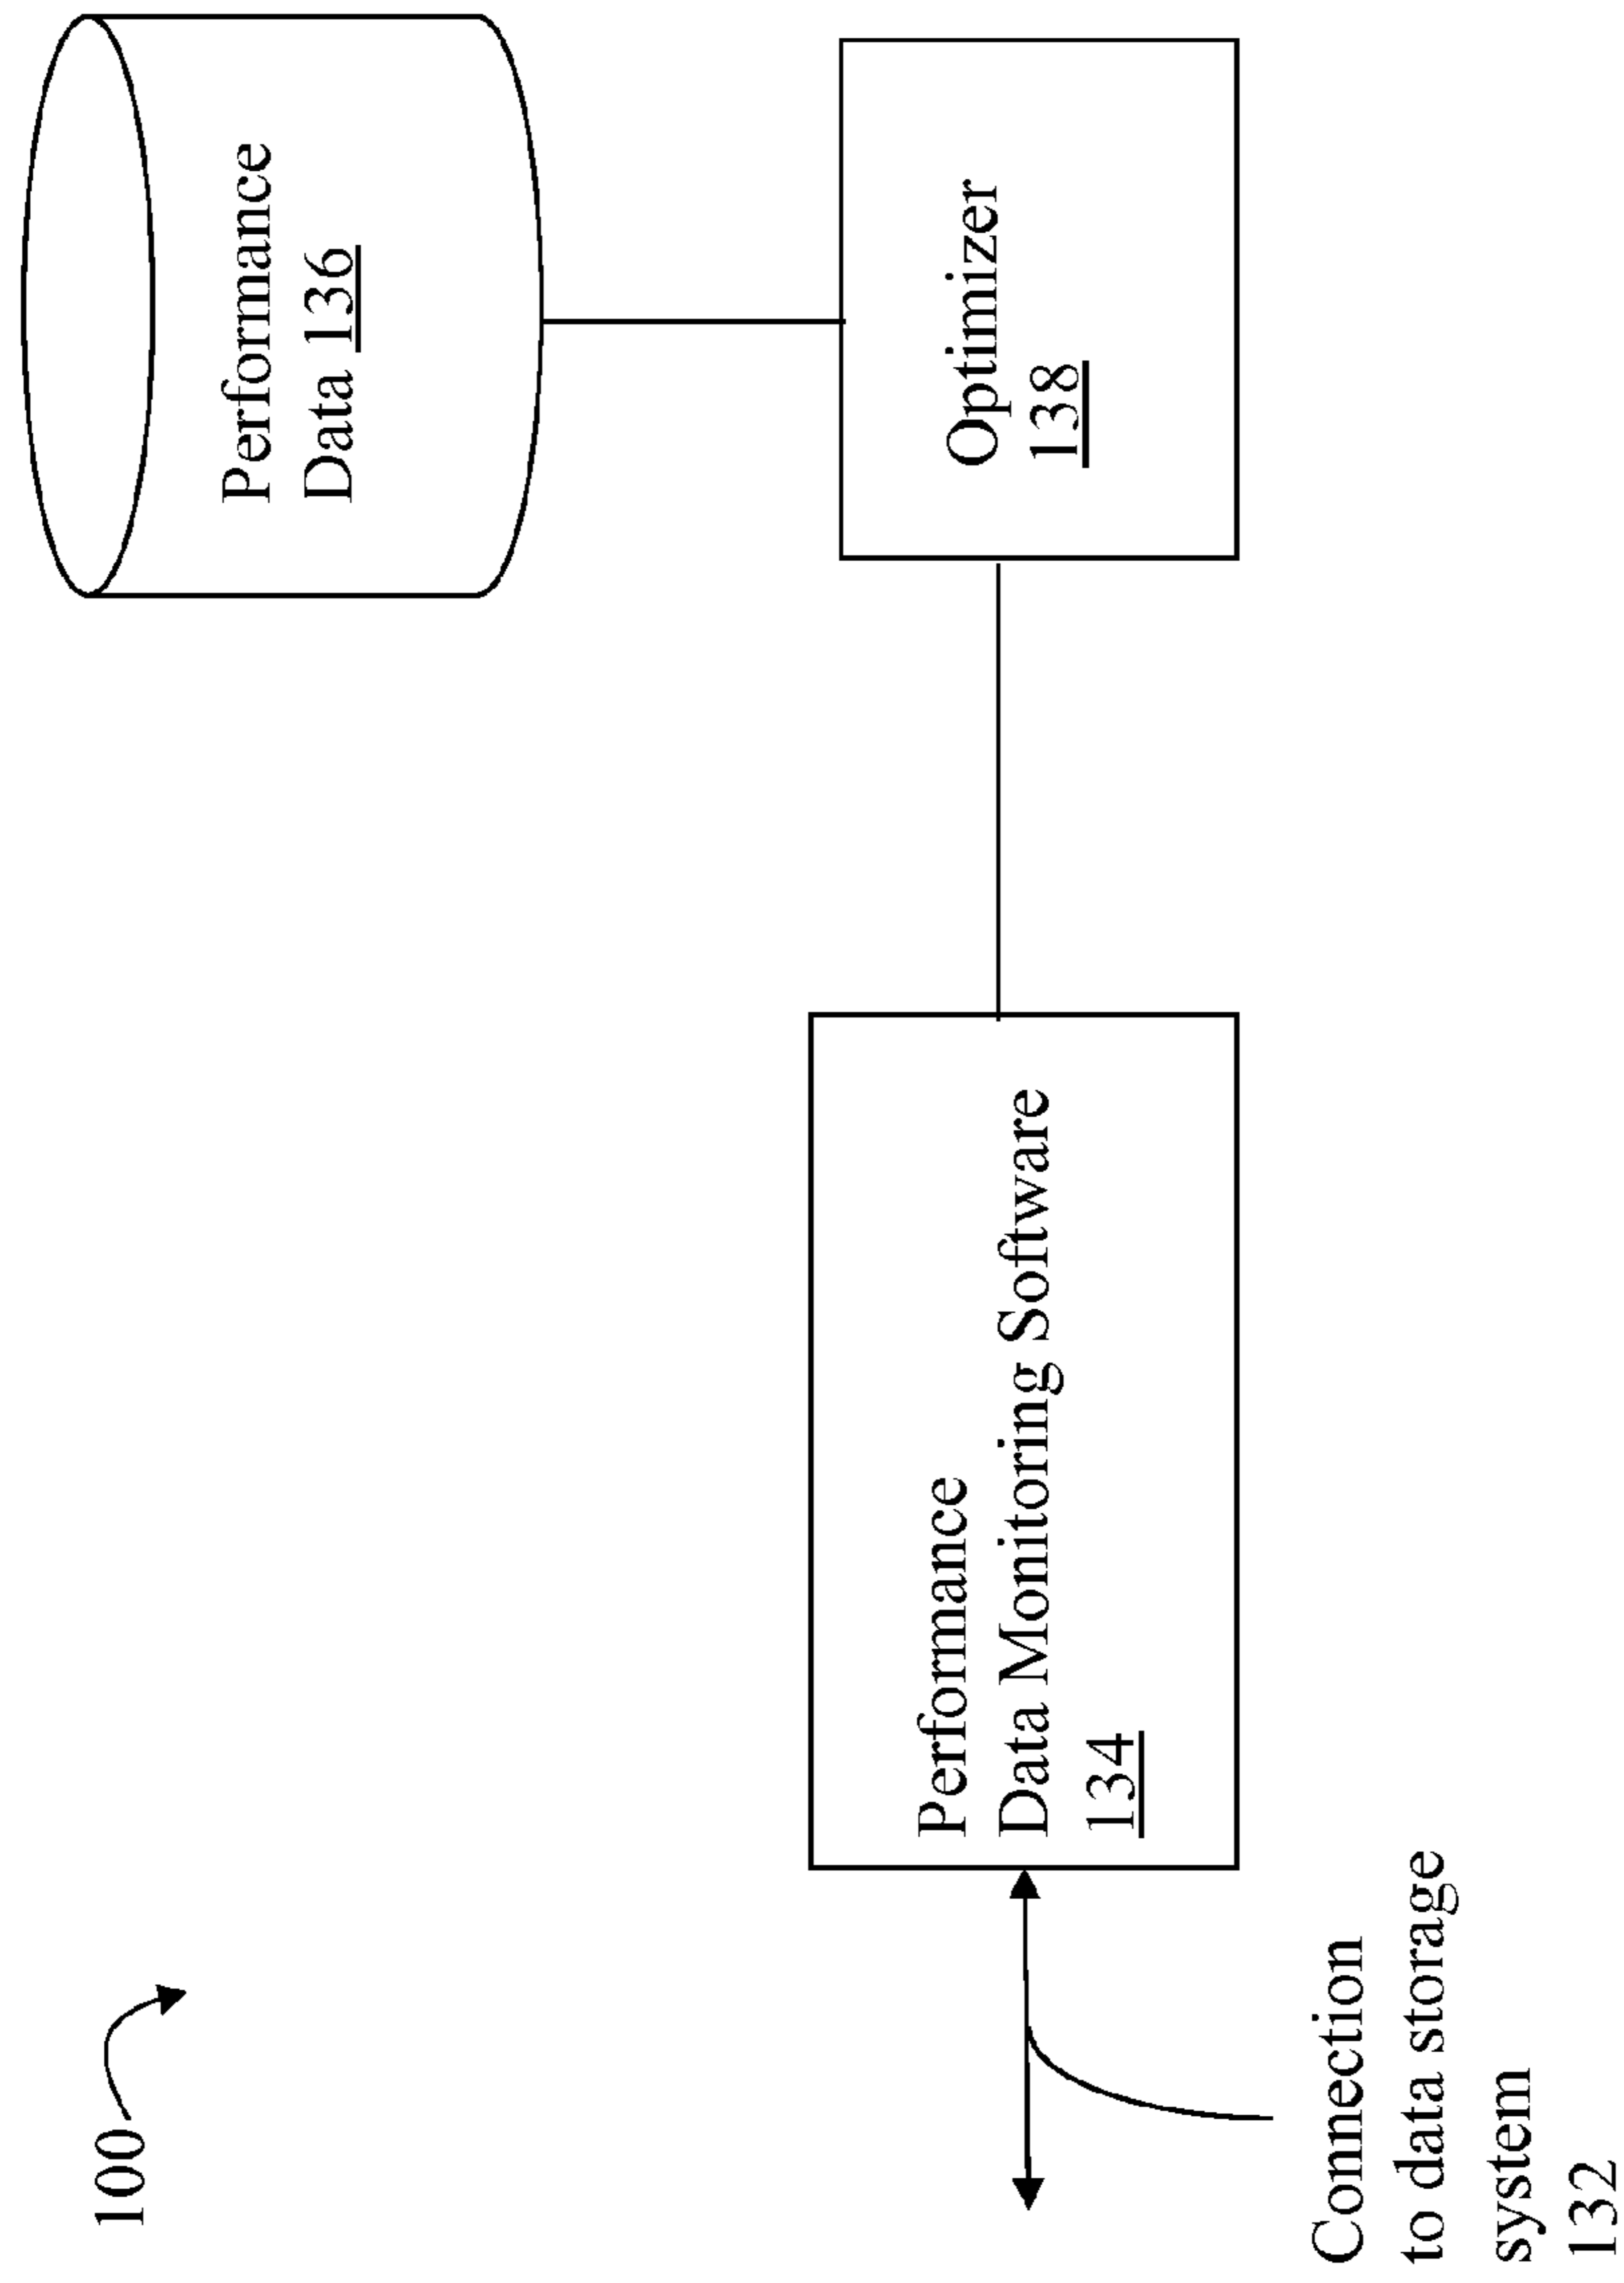 100
Performance
Data 136
Performance
Data Monitoring Software
134
Optimizer
138
Connection
to data storage
system
132